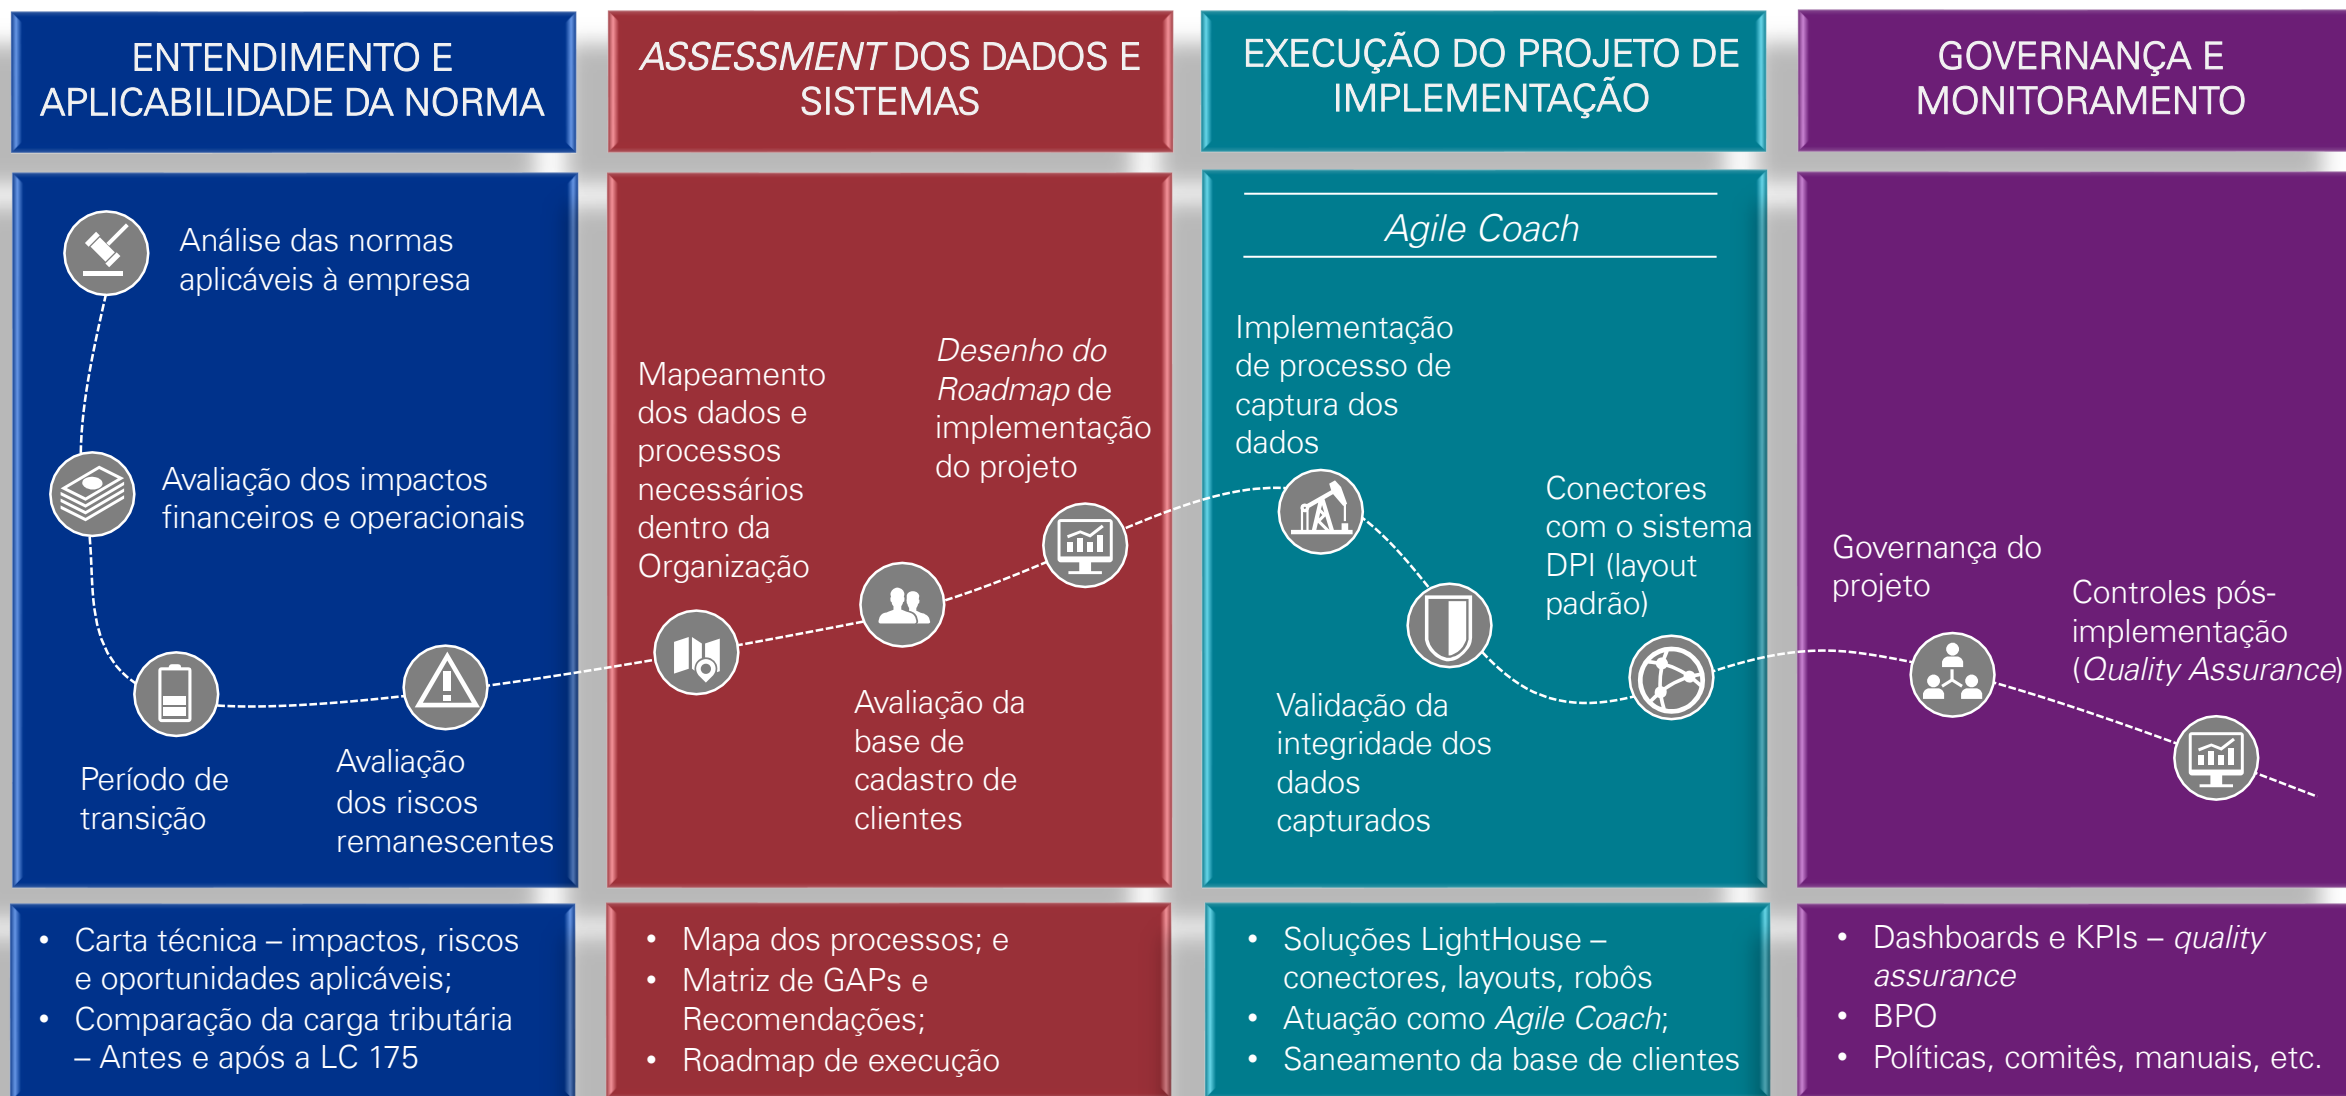 ENTENDIMENTO E
APLICABILIDADE DA NORMA
Análise das normas
aplicáveis à empresa
Avaliação dos impactos
financeiros e operacionais
Período de
transição
Avaliação
dos riscos
remanescentes
• Carta técnica – impactos, riscos
e oportunidades aplicáveis;
• Comparação da carga tributária
– Antes e após a LC 175
ASSESSMENT DOS DADOS E
SISTEMAS
Mapeamento
dos dados e
processos
necessários
dentro da
Organização
Avaliação da
base de
cadastro de
clientes
Desenho do
Roadmap de
implementação
do projeto
• Mapa dos processos; e
• Matriz de GAPs e
Recomendações;
• Roadmap de execução
EXECUÇÃO DO PROJETO DE
IMPLEMENTAÇÃO
Agile Coach
Implementação
de processo de
captura dos
dados
Validação da
integridade dos
dados
capturados
Conectores
com o sistema
DPI (layout
padrão)
• Soluções LightHouse –
conectores, layouts, robôs
• Atuação como Agile Coach;
• Saneamento da base de clientes
GOVERNANÇA E
MONITORAMENTO
Governança do
projeto
Controles pós-
implementação
(Quality Assurance)
• Dashboards e KPIs – quality
assurance
• BPO
• Políticas, comitês, manuais, etc.